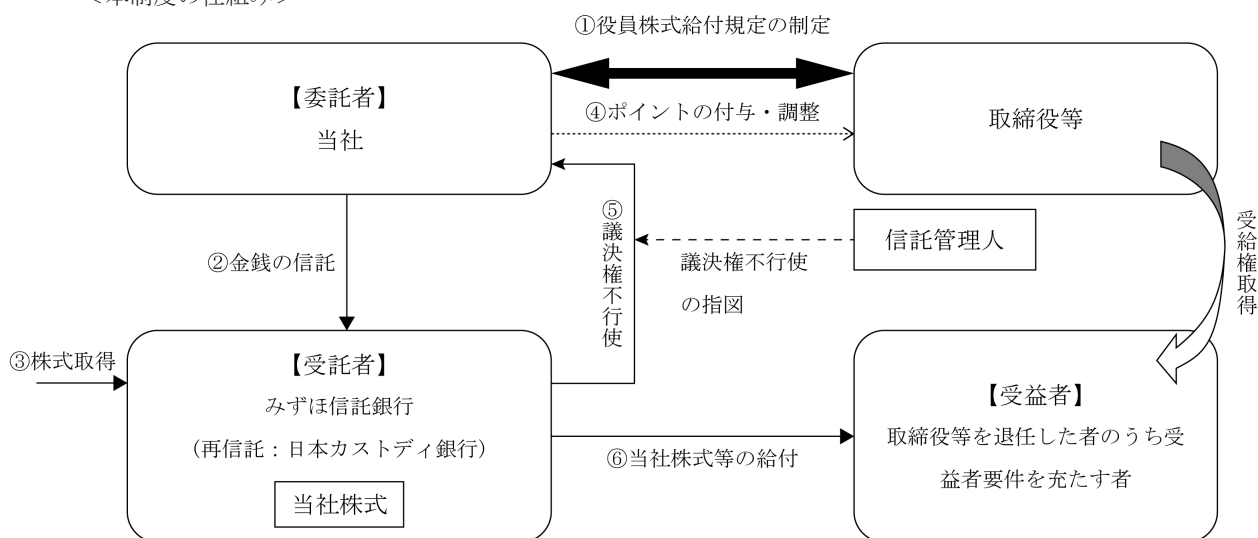 <本制度の仕組み>
①役員株式給付規定の制定
【委託者】
当社
④ポイントの付与・調整
取締役等
⑤議決権不行使
信託管理人
議決権不行使
の指図
受給権取得
②金銭の信託
③株式取得
【受託者】
みずほ信託銀行
(再信託:日本カストディ銀行)
当社株式
⑥当社株式等の給付
【受益者】
取締役等を退任した者のうち受
益者要件を充たす者